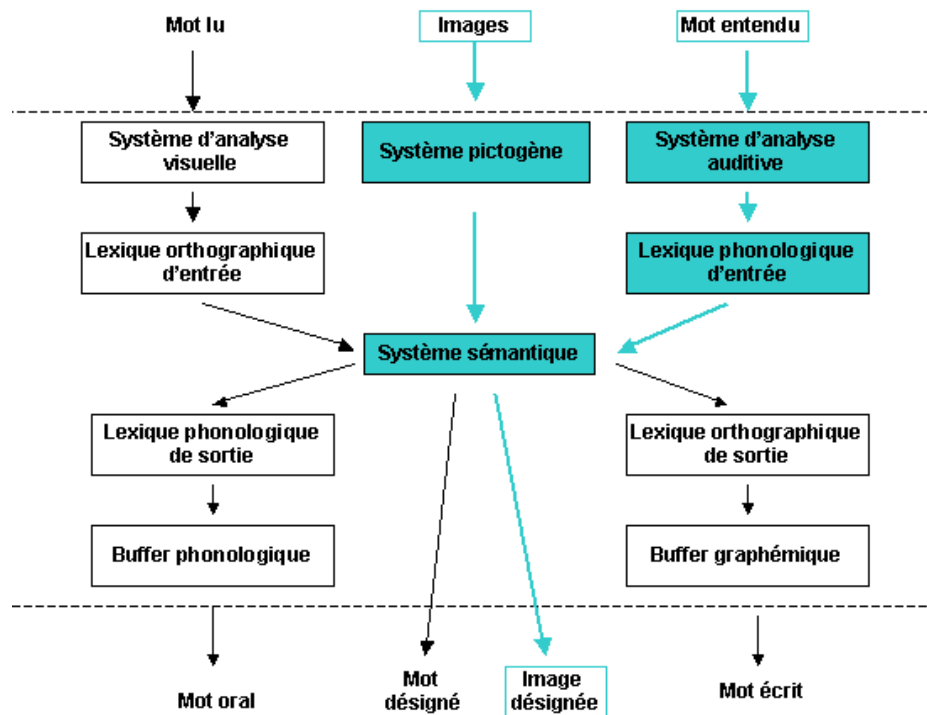 Mot lu
Images
Mot entendu
Système d'analyse
visuelle
Système pictogène
Système d'analyse
auditive
Lexique orthographique
d'entrée
Lexique phonologique
d'entrée
Système sémantique
Lexique phonologique
de sortie
Lexique orthographique
de sortie
Buffer phonologique
Buffer graphémique
Mot oral
Mot
désigné
Image
désignée
Mot écrit